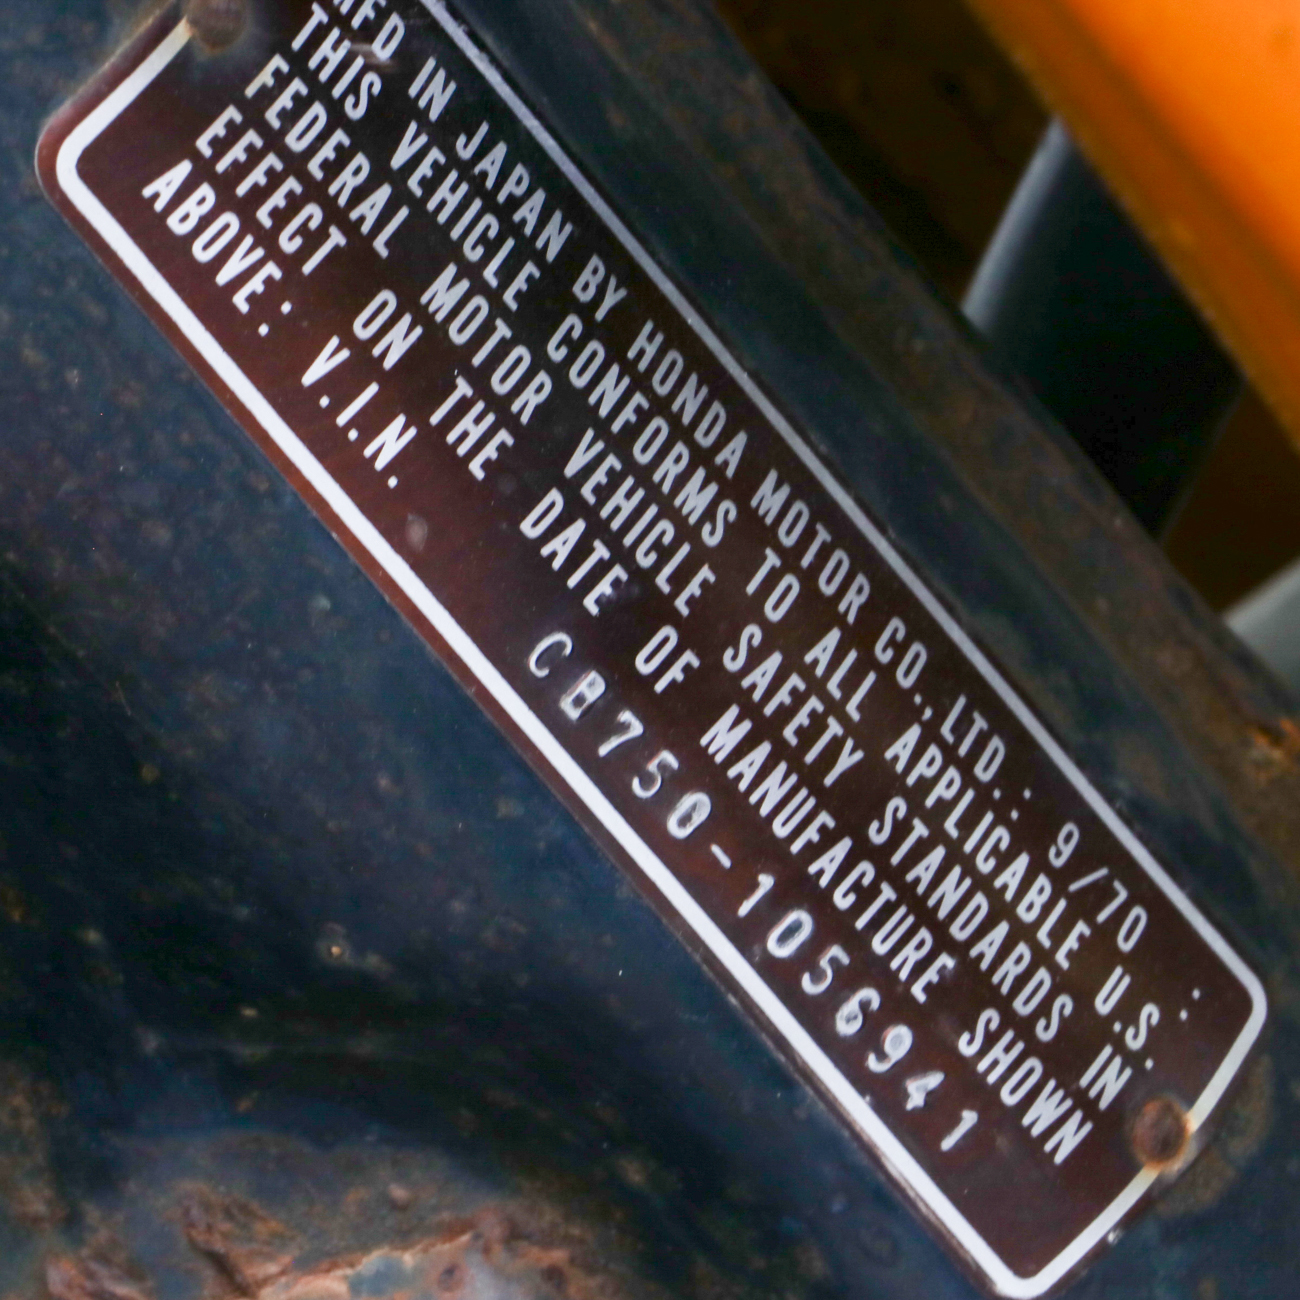 MFD IN JAPAN BY HONDA MOTOR CO.,LTD.: 9/70 :
THIS VEHICLE CONFORMS TO ALL APPLICABLE U.S.
FEDERAL MOTOR VEHICLE SAFETY STANDARDS IN
EFFECT ON THE DATE OF MANUFACTURE SHOWN
ABOVE: V.I.N. CB750-1056941